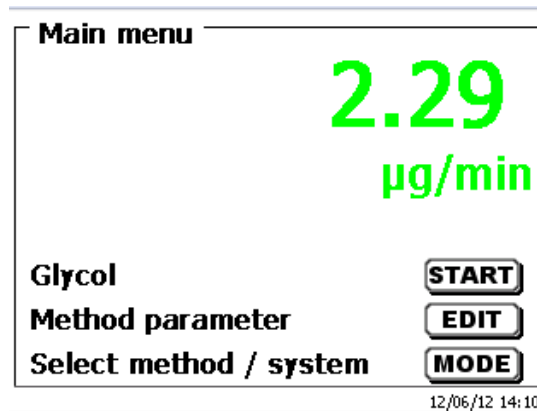 Main menu
2.29
µg/min
Glycol START
Method parameter EDIT
Select method / system MODE
12/06/12 14:10